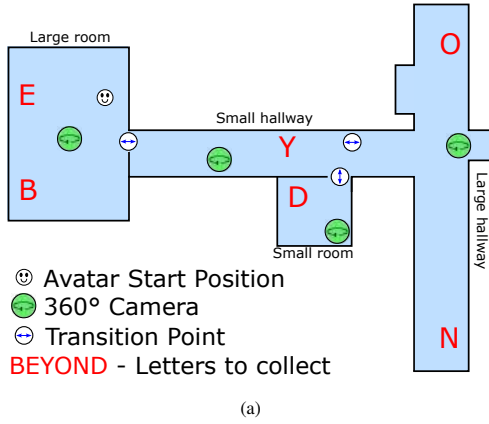 Large room
E
B
Small hallway
Y
D
Small room
O
N
Large hallway
Avatar Start Position
360° Camera
Transition Point
BEYOND - Letters to collect
(a)